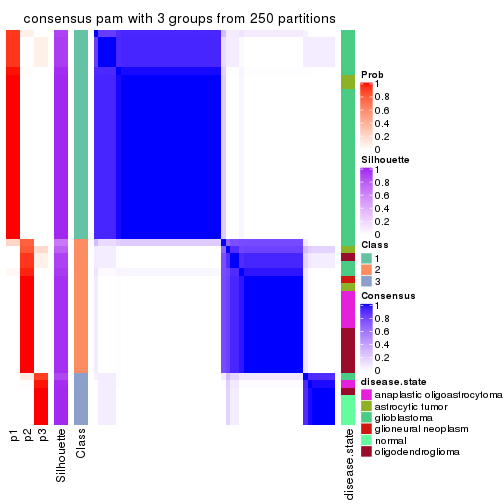 consensus pam with 3 groups from 250 partitions
Prob
1
0.8
0.6
0.4
0.2
0
Silhouette
1
0.8
0.6
0.4
0.2
0
Class
1
2
3
Consensus
1
0.8
0.6
0.4
0.2
0
disease.state
anaplastic oligoastrocytoma
astrocytic tumor
glioblastoma
glioneural neoplasm
normal
oligodendroglioma
p1
p2
p3
Silhouette
Class
disease.state